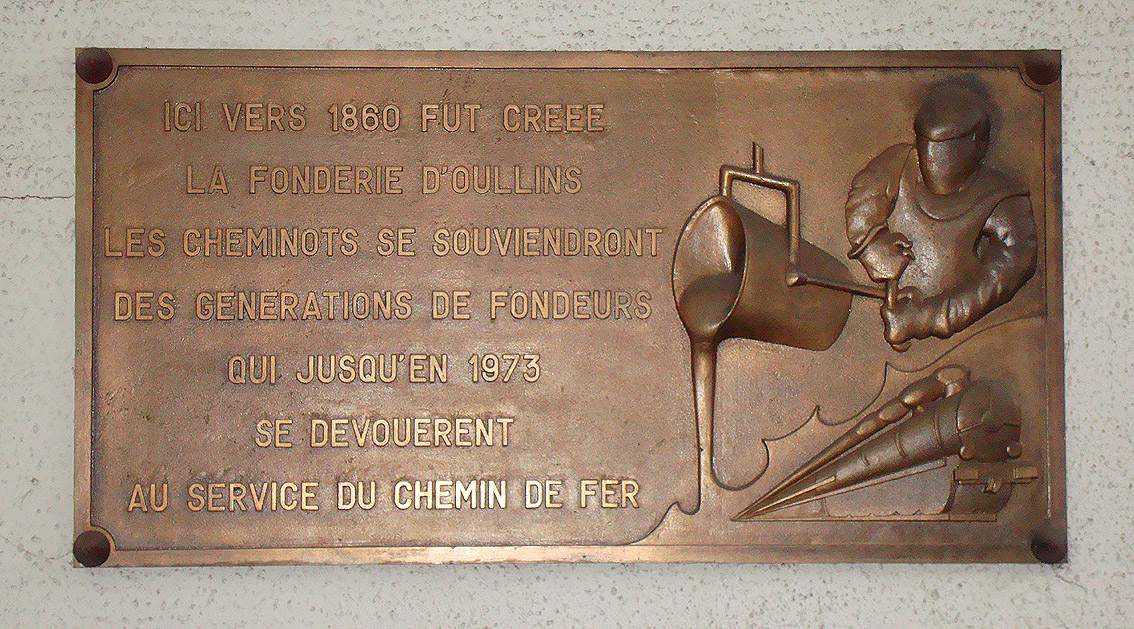 ICI VERS 1860 FUT CREEE
LA FONDERIE D'OULLINS
LES CHEMINOTS SE SOUVIENDRONT
DES GENERATIONS DE FONDEURS
QUI JUSQU'EN 1973
SE DEVOUERENT
AU SERVICE DU CHEMIN DE FER